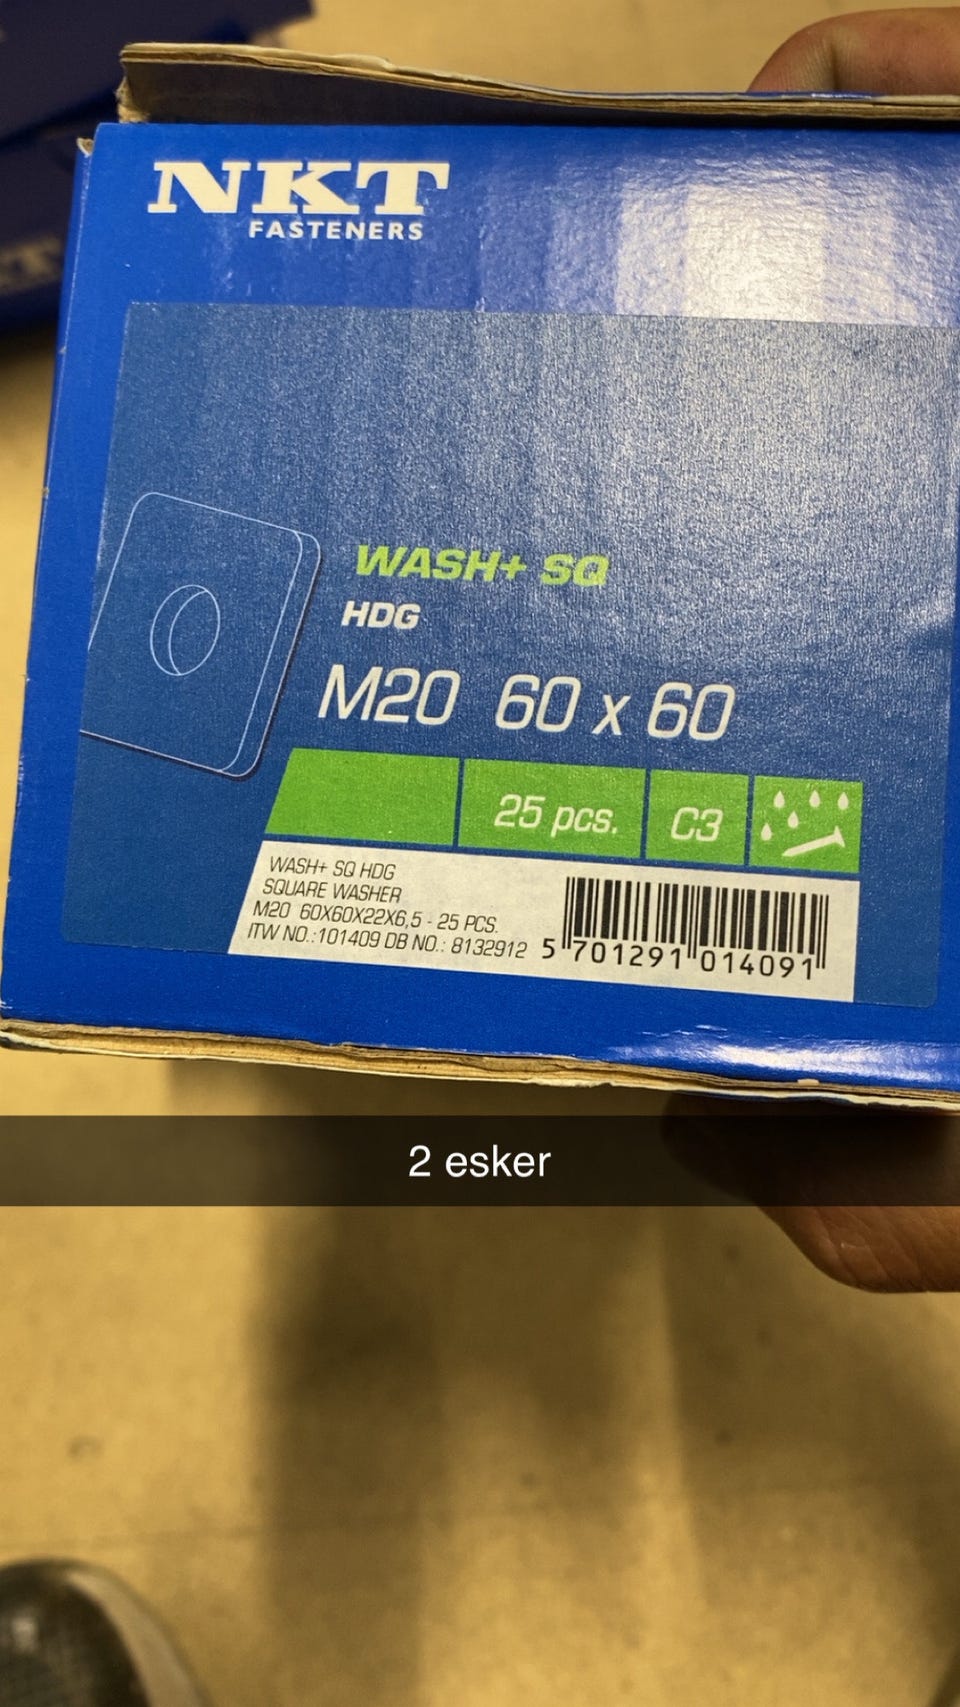 NKT
FASTENERS
WASH+ SQ
HDG
M20 60 x 60
25 pcs. C3
WASH+ SQ HDG
SQUARE WASHER
M20 60X60X22X6,5 - 25 PCS.
ITW NO.:101409 DB NO.: 8132912
5 701291 014091
2 esker